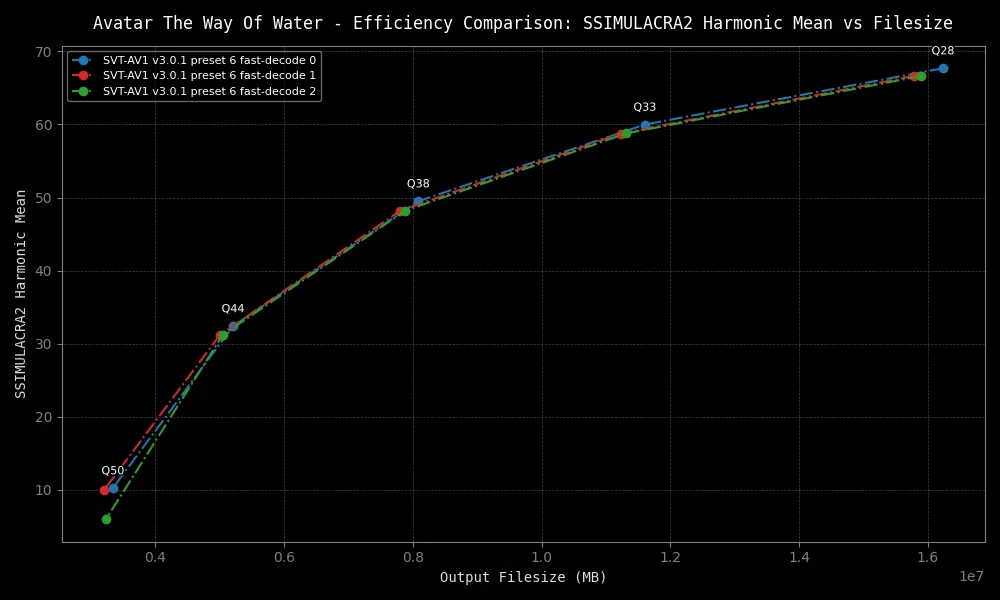 Avatar The Way Of Water - Efficiency Comparison: SSIMULACRA2 Harmonic Mean vs Filesize
SVT-AV1 v3.0.1 preset 6 fast-decode 0
SVT-AV1 v3.0.1 preset 6 fast-decode 1
SVT-AV1 v3.0.1 preset 6 fast-decode 2
Q28
Q33
Q38
Q44
Q50
70
60
50
40
30
20
10
SSIMULACRA2 Harmonic Mean
0.4 0.6 0.8 1.0 1.2 1.4 1.6
1e7
Output Filesize (MB)